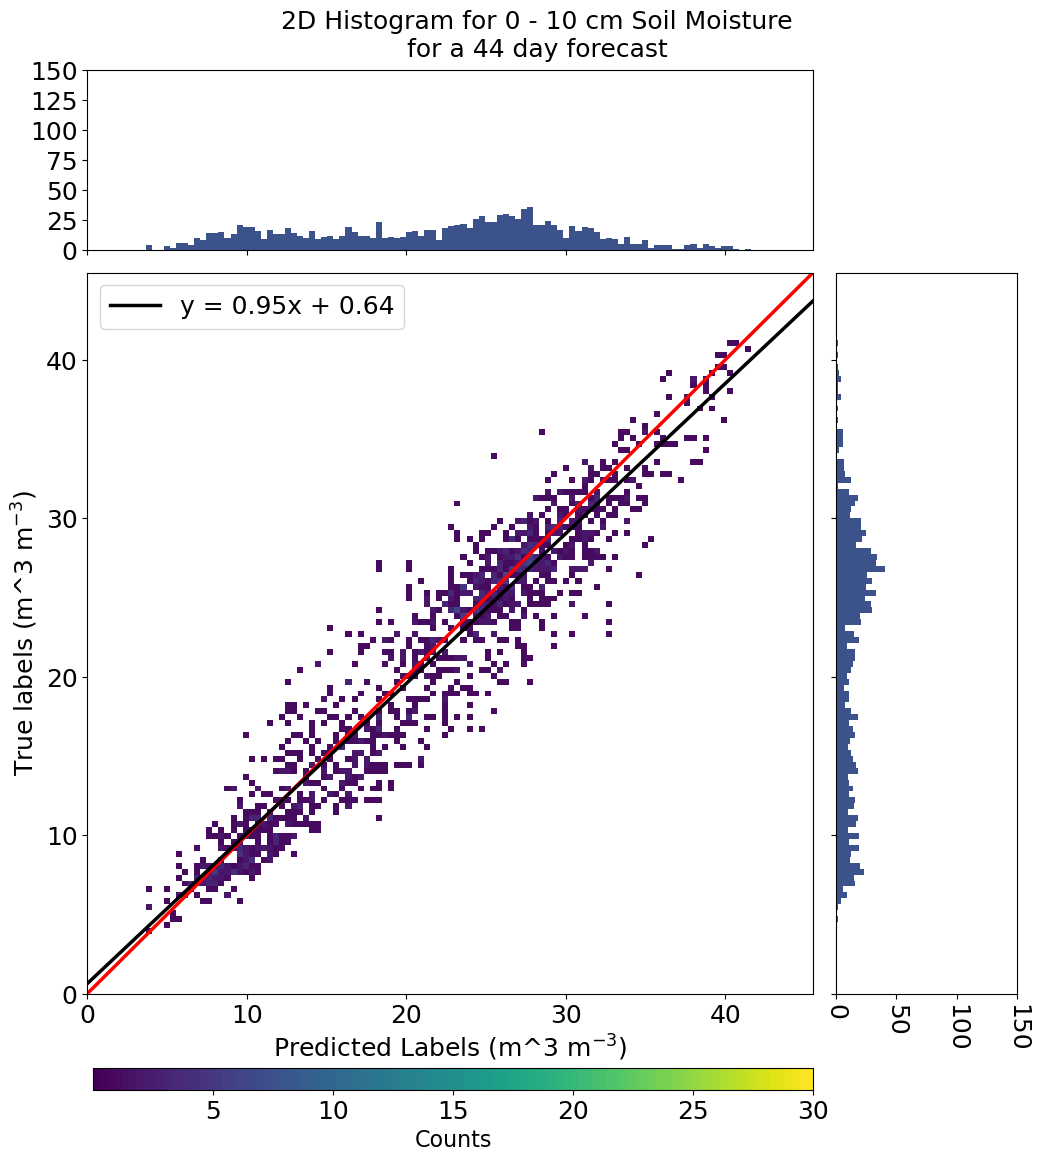 2D Histogram for 0 - 10 cm Soil Moisture
for a 44 day forecast
150
125
100
75
50
25
0
y = 0.95x + 0.64
True labels (m^3 m⁻³)
40
30
20
10
0
0 10 20 30 40
Predicted Labels (m^3 m⁻³)
0 50 100 150
5 10 15 20 25 30
Counts